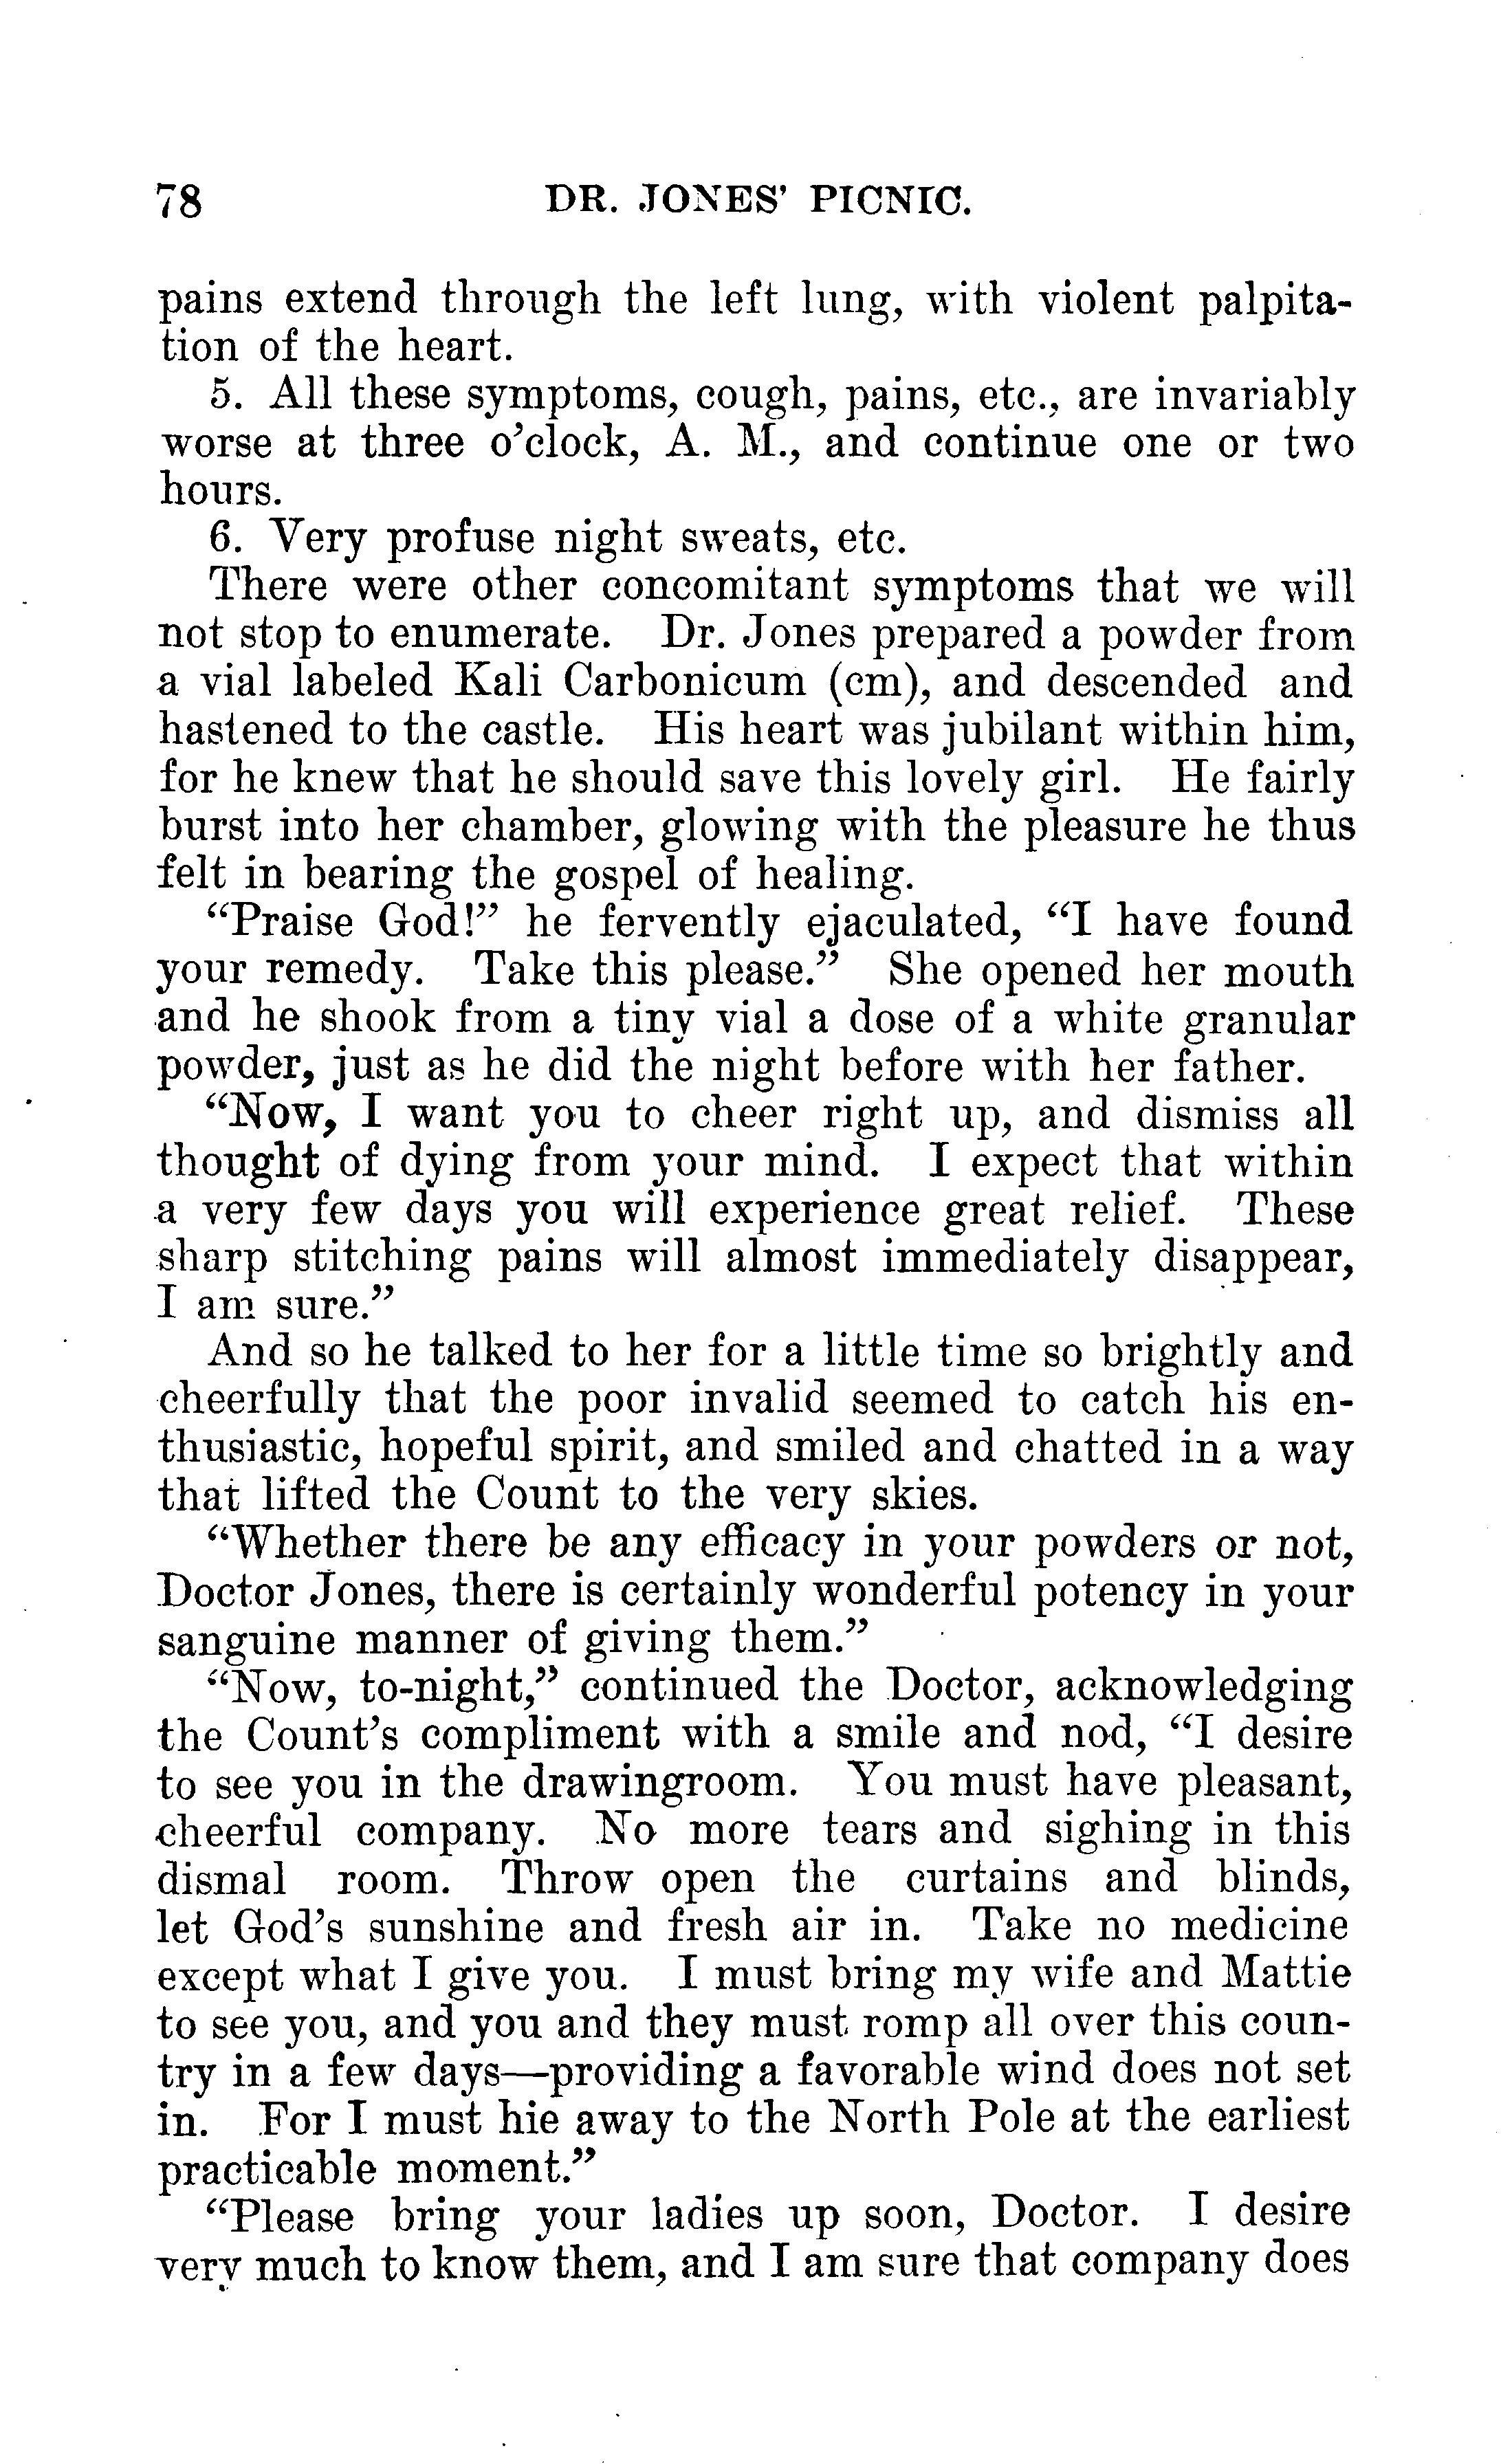 78 DR. JONES' PICNIC.
pains extend through the left lung, with violent palpita-
tion of the heart.
5. All these symptoms, cough, pains, etc., are invariably
worse at three o'clock, A. M., and continue one or two
hours.
6. Very profuse night sweats, etc.
There were other concomitant symptoms that we will
not stop to enumerate. Dr. Jones prepared a powder from
a vial labeled Kali Carbonicum (cm), and descended and
hastened to the castle. His heart was jubilant within him,
for he knew that he should save this lovely girl. He fairly
burst into her chamber, glowing with the pleasure he thus
felt in bearing the gospel of healing.
“Praise God!” he fervently ejaculated, “I have found
your remedy. Take this please.” She opened her mouth
and he shook from a tiny vial a dose of a white granular
powder, just as he did the night before with her father.
“Now, I want you to cheer right up, and dismiss all
thought of dying from your mind. I expect that within
a very few days you will experience great relief. These
sharp stitching pains will almost immediately disappear,
I am sure.”
And so he talked to her for a little time so brightly and
cheerfully that the poor invalid seemed to catch his en-
thusiastic, hopeful spirit, and smiled and chatted in a way
that lifted the Count to the very skies.
“Whether there be any efficacy in your powders or not,
Doctor Jones, there is certainly wonderful potency in your
sanguine manner of giving them.”
“Now, to-night,” continued the Doctor, acknowledging
the Count's compliment with a smile and nod, “I desire
to see you in the drawingroom. You must have pleasant,
cheerful company. No more tears and sighing in this
dismal room. Throw open the curtains and blinds,
let God's sunshine and fresh air in. Take no medicine
except what I give you. I must bring my wife and Mattie
to see you, and you and they must romp all over this coun-
try in a few days—providing a favorable wind does not set
in. For I must hie away to the North Pole at the earliest
practicable moment.”
“Please bring your ladies up soon, Doctor. I desire
very much to know them, and I am sure that company does